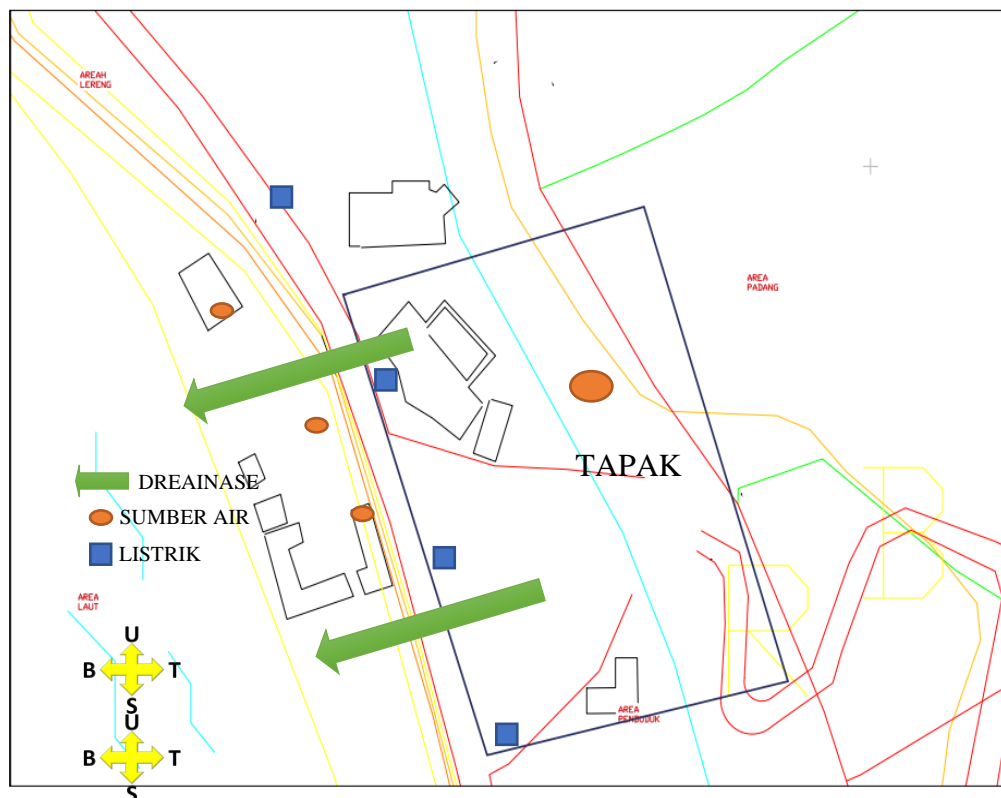 AREAH
LERENG
AREA
PADANG
TAPAK
DREAINASE
SUMBER AIR
LISTRIK
AREA
LAUT
U
B T
S
U
B T
S
AREA
PENDUDUK